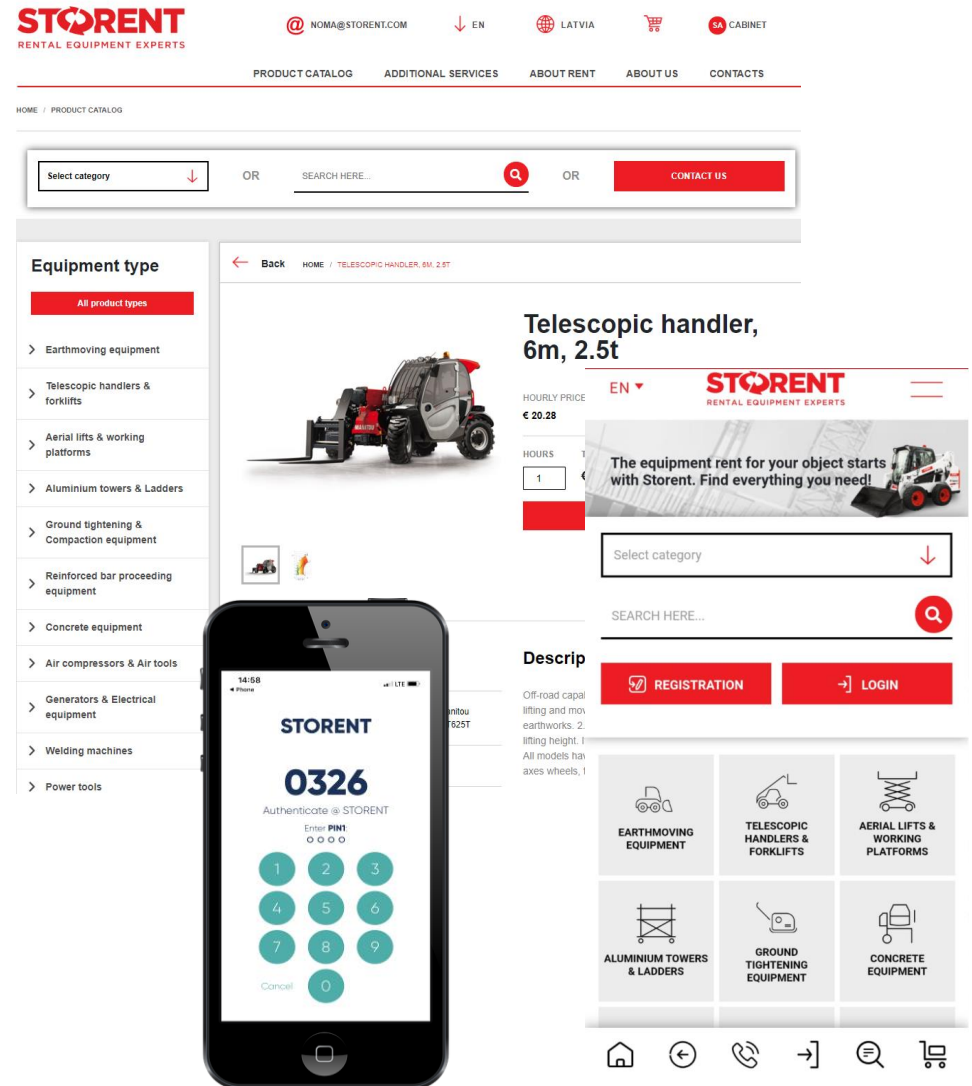 STORENT
RENTAL EQUIPMENT EXPERTS
@ NOMA@STORENT.COM
EN
LATVIA
SA CABINET
PRODUCT CATALOG
ADDITIONAL SERVICES
ABOUT RENT
ABOUT US
CONTACTS
HOME / PRODUCT CATALOG
Select category
OR
SEARCH HERE...
OR
CONTACT US
Equipment type
All product types
Earthmoving equipment
Telescopic handlers &
forklifts
Aerial lifts & working
platforms
Aluminium towers & Ladders
Ground tightening &
Compaction equipment
Reinforced bar proceeding
equipment
Concrete equipment
Air compressors & Air tools
Generators & Electrical
equipment
Welding machines
Power tools
Back HOME / TELESCOPIC HANDLER, 6M, 2.5T
Telescopic handler,
6m, 2.5t
HOURLY PRICE
€ 20.28
HOURS
1
MANITOU
Descrip
Off-road capa
lifting and mov
earthworks. 2.
lifting height. I
All models hav
axes wheels, f
nitou
T625T
14:58
Phone
LTE
STORENT
0326
Authenticate @ STORENT
Enter PIN1:
1 2 3
4 5 6
7 8 9
Cancel 0
EN
STORENT
RENTAL EQUIPMENT EXPERTS
The equipment rent for your object starts
with Storent. Find everything you need!
Select category
SEARCH HERE...
REGISTRATION
LOGIN
EARTHMOVING
EQUIPMENT
TELESCOPIC
HANDLERS &
FORKLIFTS
AERIAL LIFTS &
WORKING
PLATFORMS
ALUMINIUM TOWERS
& LADDERS
GROUND
TIGHTENING
EQUIPMENT
CONCRETE
EQUIPMENT